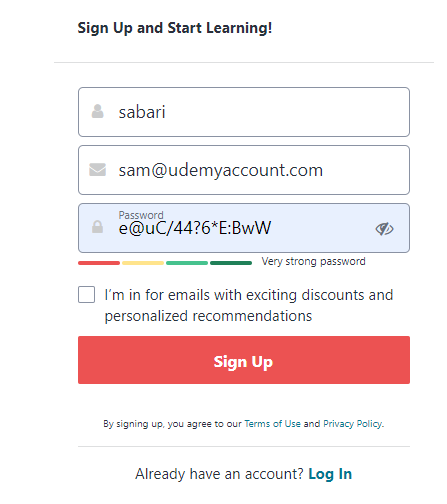 Sign Up and Start Learning!
sabari
sam@udemyaccount.com
Password
e@uC/44?6*E:BwW
Very strong password
I'm in for emails with exciting discounts and
personalized recommendations
Sign Up
By signing up, you agree to our Terms of Use and Privacy Policy.
Already have an account? Log In